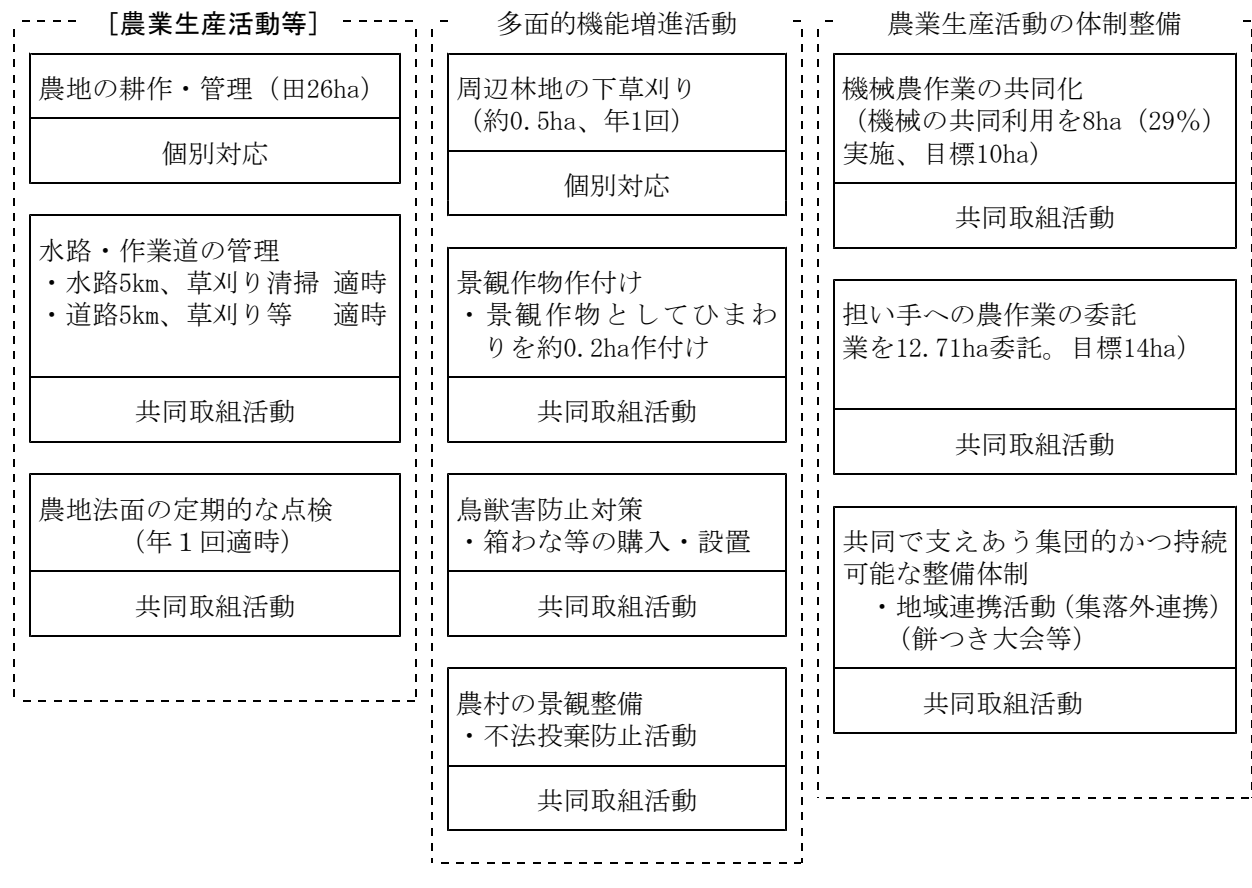 [農業生産活動等]
農地の耕作・管理（田26ha）
個別対応
水路・作業道の管理
・水路5km、草刈り清掃 適時
・道路5km、草刈り等 適時
共同取組活動
農地法面の定期的な点検
（年１回適時）
共同取組活動
多面的機能増進活動
周辺林地の下草刈り
（約0.5ha、年1回）
個別対応
景観作物作付け
・景観作物としてひまわ
りを約0.2ha作付け
共同取組活動
鳥獣害防止対策
・箱わな等の購入・設置
共同取組活動
農村の景観整備
・不法投棄防止活動
共同取組活動
農業生産活動の体制整備
機械農作業の共同化
（機械の共同利用を8ha（29％）
実施、目標10ha）
共同取組活動
担い手への農作業の委託
業を12.71ha委託。目標14ha）
共同取組活動
共同で支えあう集団的かつ持続
可能な整備体制
・地域連携活動（集落外連携）
（餅つき大会等）
共同取組活動